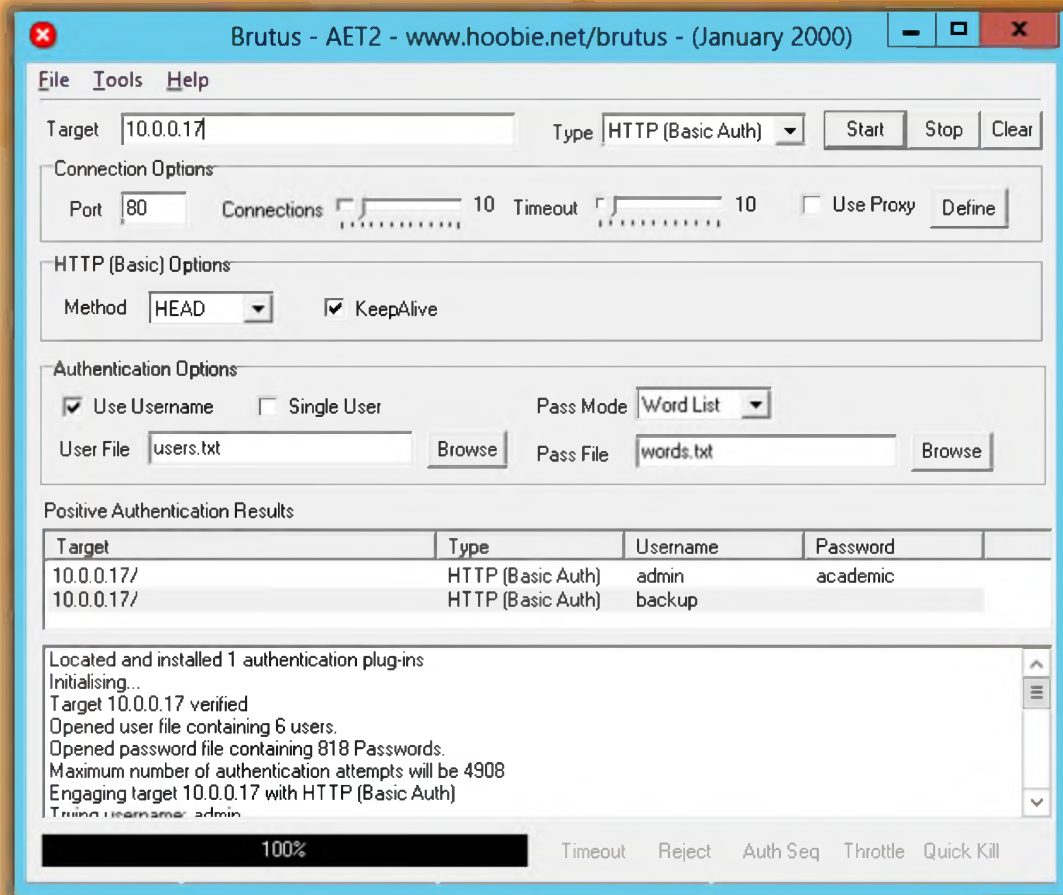 Brutus - AET2 - www.hoobie.net/brutus - (January 2000)
File Tools Help
Target 10.0.0.17 Type HTTP (Basic Auth) Start Stop Clear
Connection Options
Port 80 Connections 10 Timeout 10 Use Proxy Define
HTTP (Basic) Options
Method HEAD KeepAlive
Authentication Options
Use Username Single User Pass Mode Word List
User File users.txt Browse Pass File words.txt Browse
Positive Authentication Results
Target Type Username Password
10.0.0.17/ HTTP (Basic Auth) admin academic
10.0.0.17/ HTTP (Basic Auth) backup
Located and installed 1 authentication plug-ins
Initialising...
Target 10.0.0.17 verified
Opened user file containing 6 users.
Opened password file containing 818 Passwords.
Maximum number of authentication attempts will be 4908
Engaging target 10.0.0.17 with HTTP (Basic Auth)
Trying username: admin
100% Timeout Reject Auth Seq Throttle Quick Kill